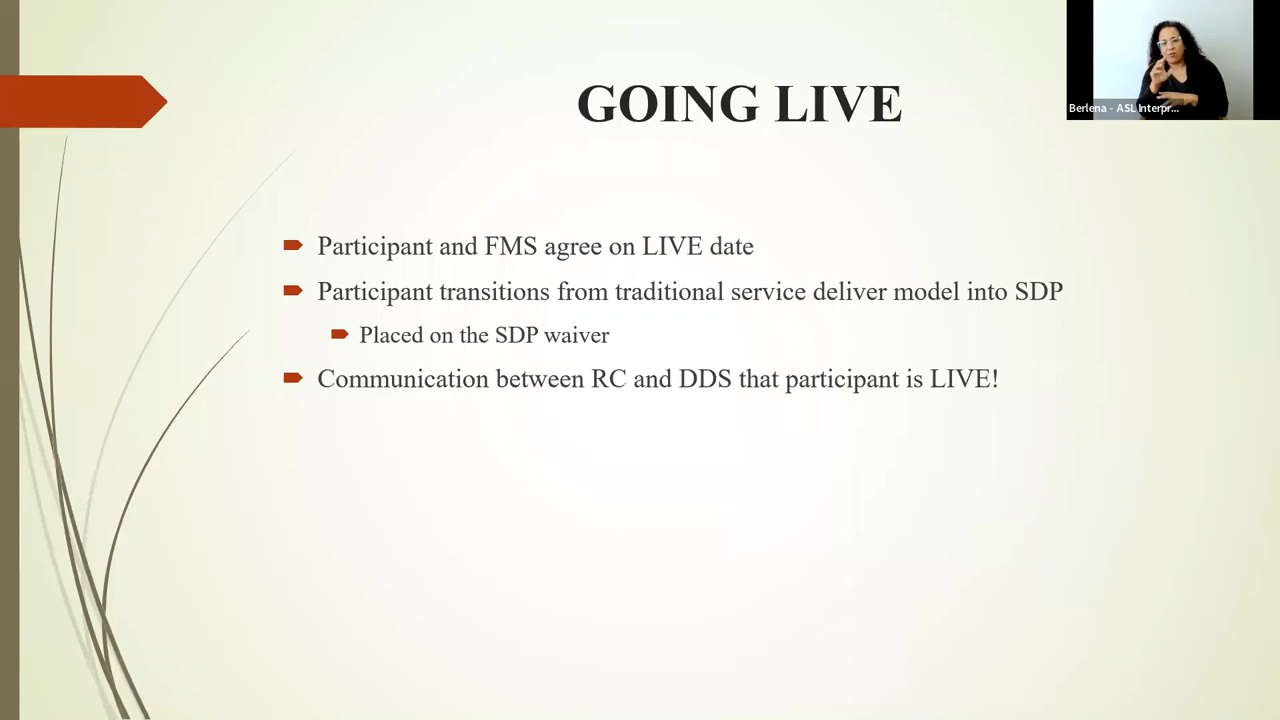 GOING LIVE
Berlena - ASL Interpr...
Participant and FMS agree on LIVE date
Participant transitions from traditional service deliver model into SDP
Placed on the SDP waiver
Communication between RC and DDS that participant is LIVE!